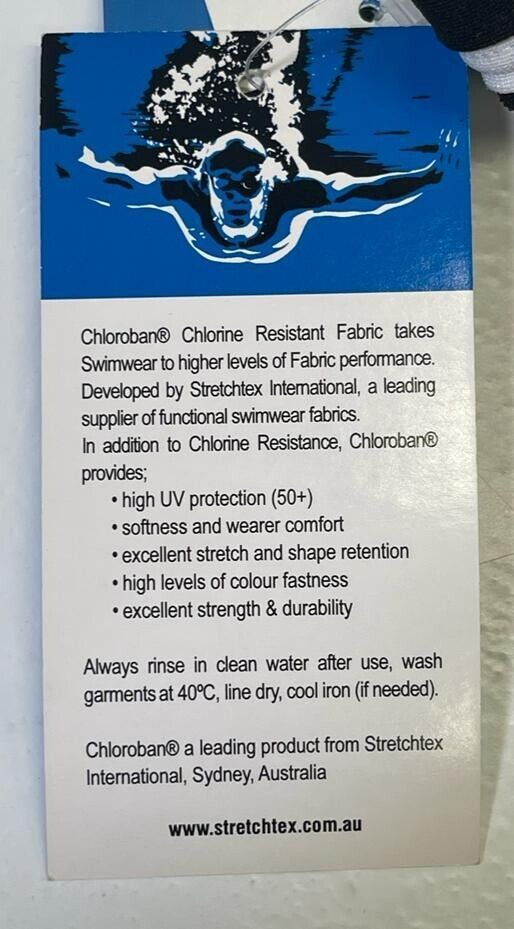 Chloroban® Chlorine Resistant Fabric takes
Swimwear to higher levels of Fabric performance.
Developed by Stretchtex International, a leading
supplier of functional swimwear fabrics.
In addition to Chlorine Resistance, Chloroban®
provides;
• high UV protection (50+)
• softness and wearer comfort
• excellent stretch and shape retention
• high levels of colour fastness
• excellent strength & durability
Always rinse in clean water after use, wash
garments at 40ºC, line dry, cool iron (if needed).
Chloroban® a leading product from Stretchtex
International, Sydney, Australia
www.stretchtex.com.au